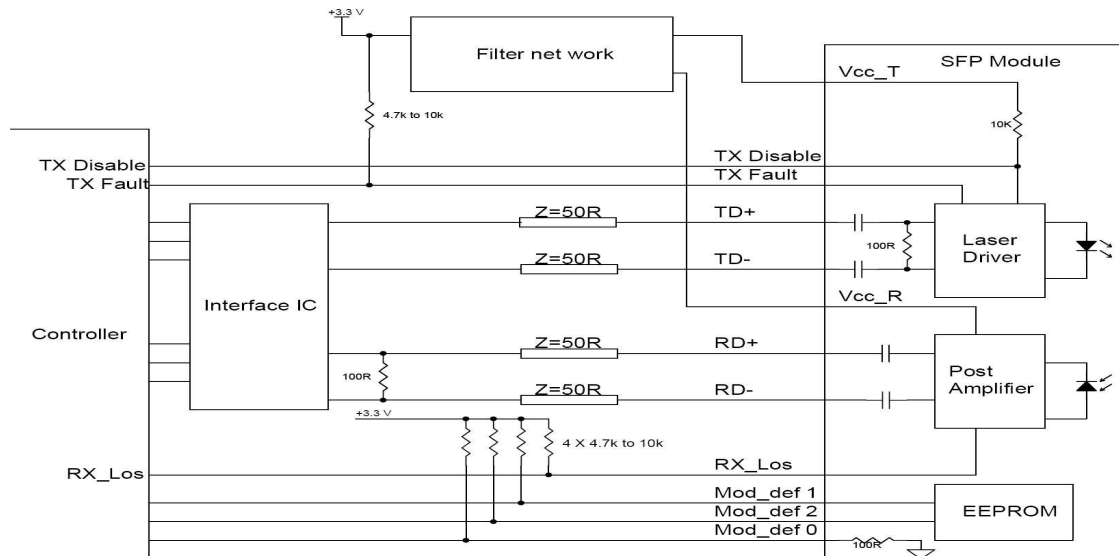 +3.3 V
Filter net work
SFP Module
Vcc_T
4.7k to 10k
10K
TX Disable
TX Disable
TX Fault
TX Fault
Z=50R
TD+
100R
Laser
Driver
Z=50R
TD-
Interface IC
Vcc_R
Controller
Z=50R
RD+
100R
Post
Amplifier
Z=50R
RD-
+3.3 V
4 X 4.7k to 10k
RX_Los
RX_Los
Mod_def 1
Mod_def 2
EEPROM
Mod_def 0
100R